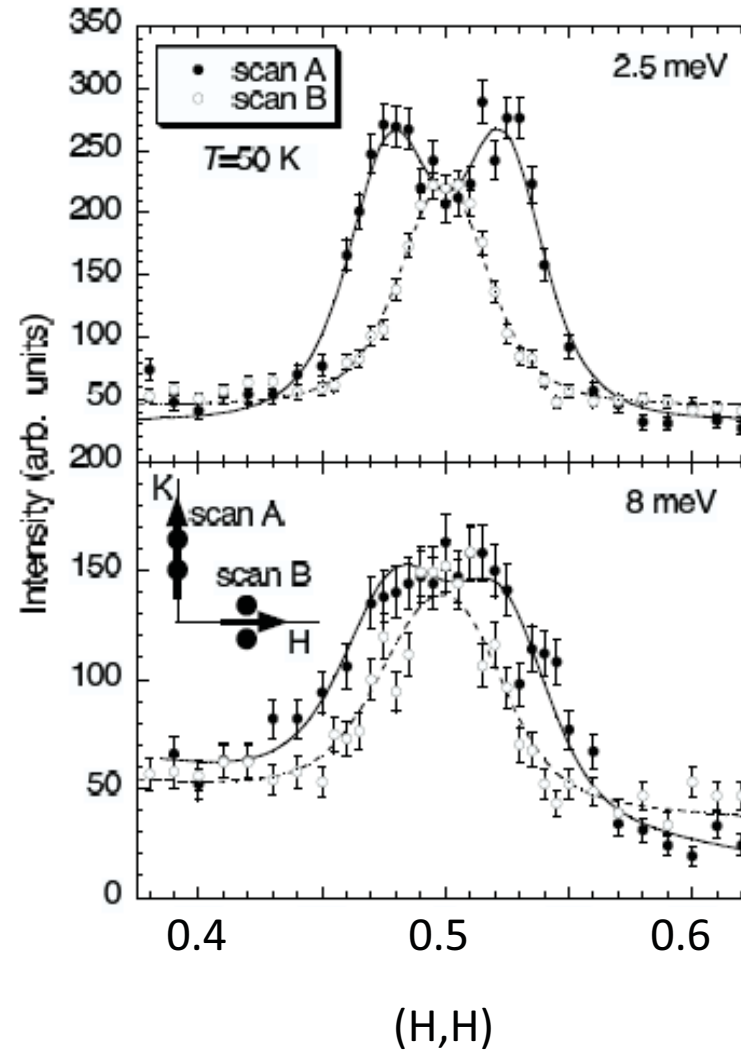 350
300
250
200
150
100
50
200
150
100
50
0
Intensity (arb. units)
scan A
scan B
2.5 meV
T=50 K
K
scan A
scan B
H
8 meV
0.4 0.5 0.6
(H,H)